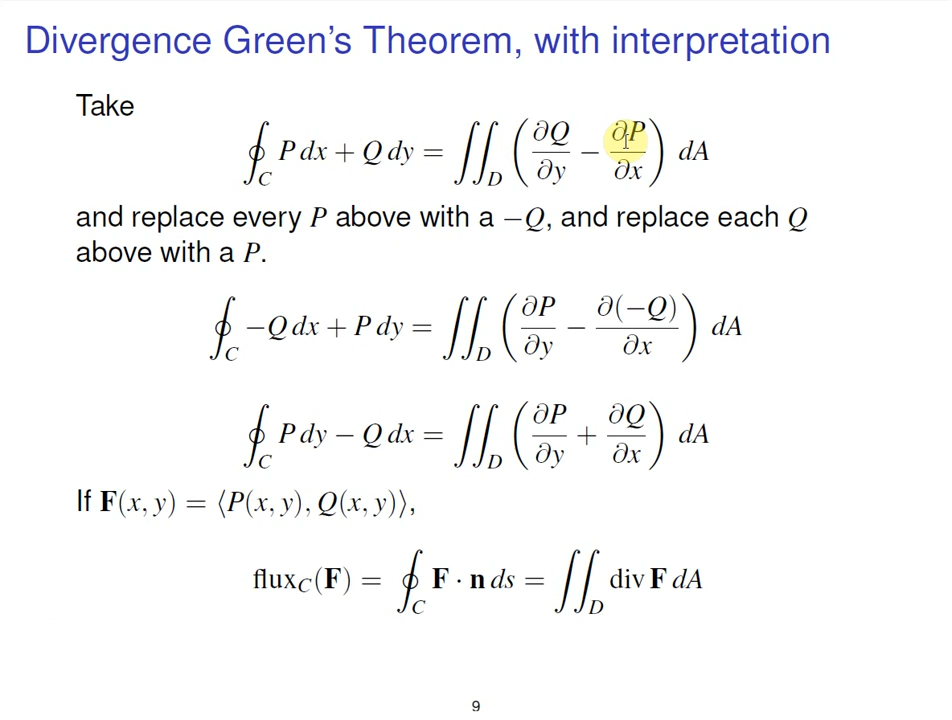 Divergence Green's Theorem, with interpretation
Take
∮_C P dx + Q dy = ∬_D (∂Q/∂y − ∂P/∂x) dA
and replace every P above with a −Q, and replace each Q
above with a P.
∮_C −Q dx + P dy = ∬_D (∂P/∂y − ∂(−Q)/∂x) dA
∮_C P dy − Q dx = ∬_D (∂P/∂y + ∂Q/∂x) dA
If F(x, y) = ⟨P(x, y), Q(x, y)⟩,
flux_C(F) = ∮_C F · n ds = ∬_D div F dA
9